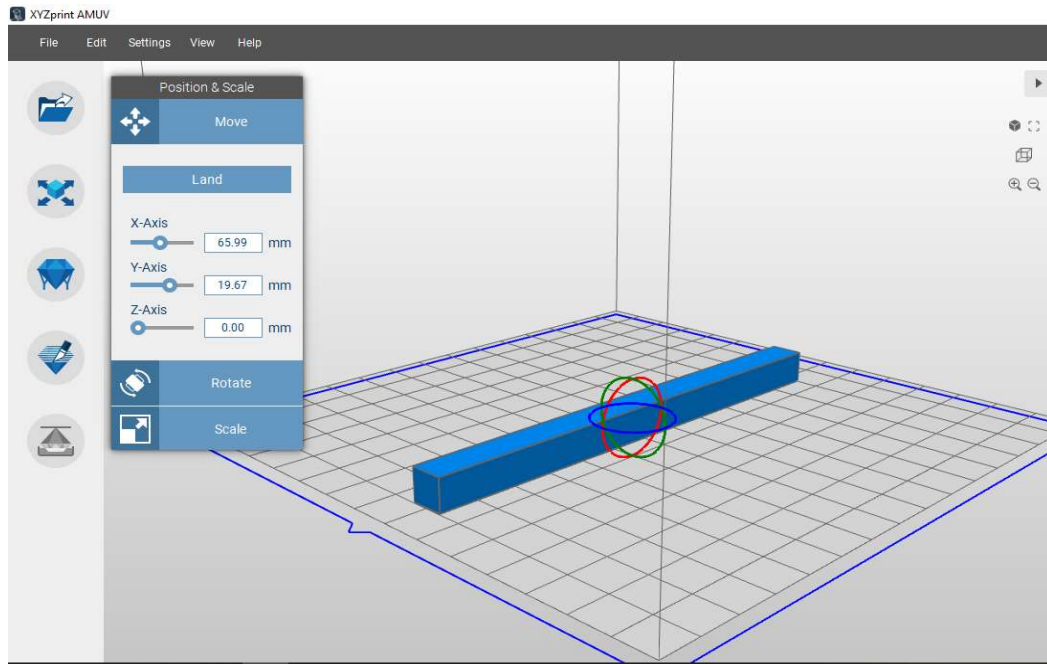 XYZprint AMUV
File Edit Settings View Help
Position & Scale
Move
Land
X-Axis
65.99 mm
Y-Axis
19.67 mm
Z-Axis
0.00 mm
Rotate
Scale